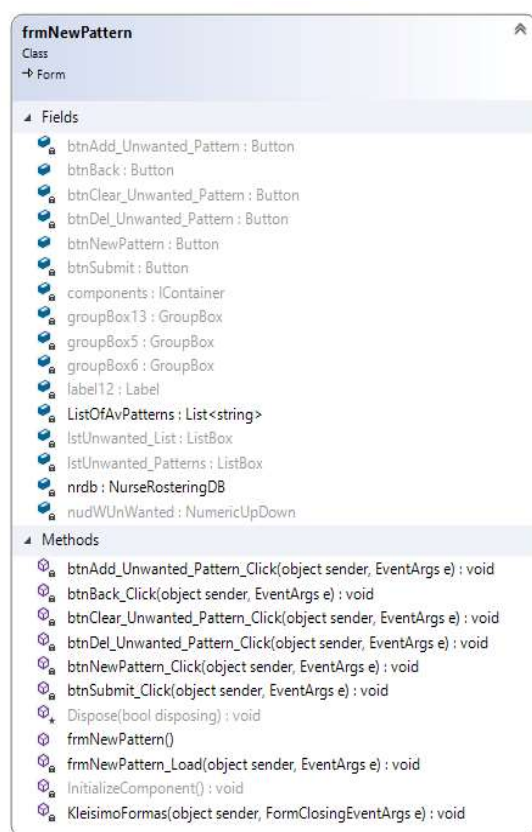 frmNewPattern
Class
Form
Fields
btnAdd_Unwanted_Pattern : Button
btnBack : Button
btnClear_Unwanted_Pattern : Button
btnDel_Unwanted_Pattern : Button
btnNewPattern : Button
btnSubmit : Button
components : IContainer
groupBox13 : GroupBox
groupBox5 : GroupBox
groupBox6 : GroupBox
label12 : Label
ListOfAvPatterns : List<string>
lstUnwanted_List : ListBox
lstUnwanted_Patterns : ListBox
nrdb : NurseRosteringDB
nudWUnWanted : NumericUpDown
Methods
btnAdd_Unwanted_Pattern_Click(object sender, EventArgs e) : void
btnBack_Click(object sender, EventArgs e) : void
btnClear_Unwanted_Pattern_Click(object sender, EventArgs e) : void
btnDel_Unwanted_Pattern_Click(object sender, EventArgs e) : void
btnNewPattern_Click(object sender, EventArgs e) : void
btnSubmit_Click(object sender, EventArgs e) : void
Dispose(bool disposing) : void
frmNewPattern()
frmNewPattern_Load(object sender, EventArgs e) : void
InitializeComponent() : void
KleisimoFormas(object sender, FormClosingEventArgs e) : void